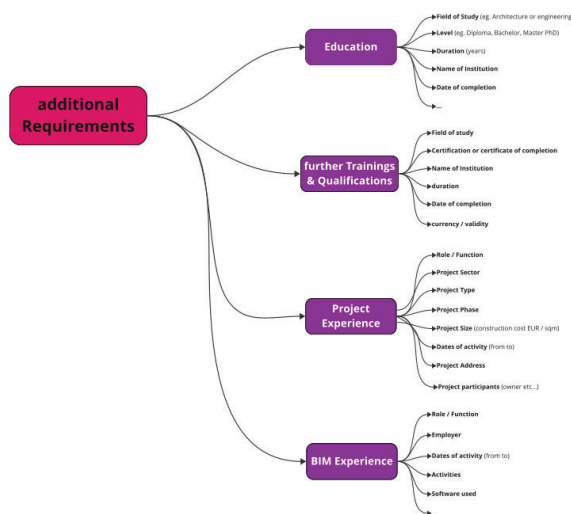 additional
Requirements
Education
Field of Study (eg. Architecture or engineering
Level (eg. Diploma, Bachelor, Master PhD)
Duration (years)
Name of Institution
Date of completion
...
further Trainings
& Qualifications
Field of study
Certification or certificate of completion
Name of Institution
duration
Date of completion
currency / validity
Project
Experience
Role / Function
Project Sector
Project Type
Project Phase
Project Size (construction cost EUR / sqm)
Dates of activity (from to)
Project Address
Project participants (owner etc...)
BIM Experience
Role / Function
Employer
Dates of activity (from to)
Activities
Software used
...